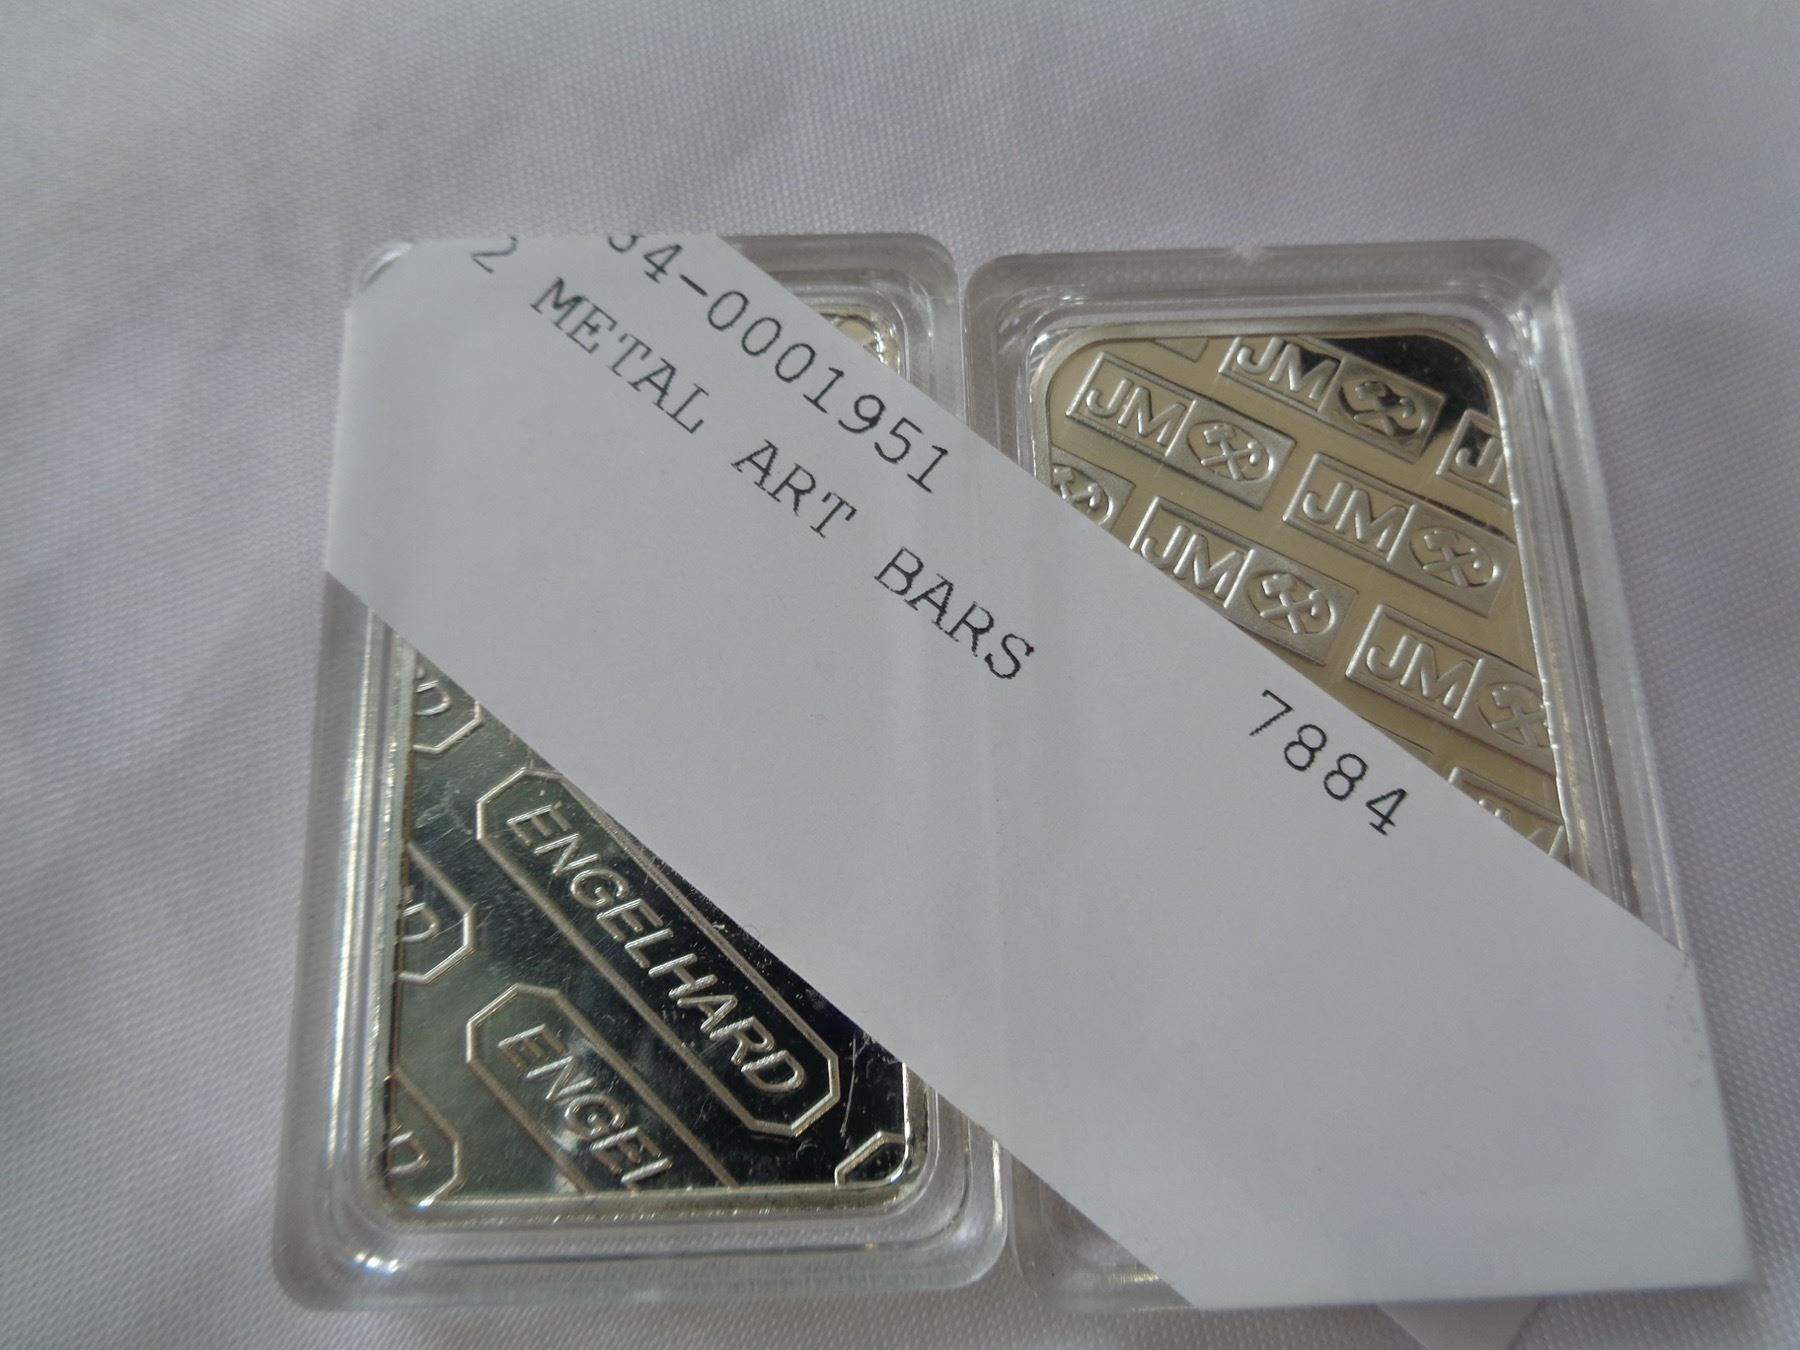 34-0001951
2 METAL ART BARS
7884
JM
JM
JM
JM
JM
ENGELHARD
ENGEL